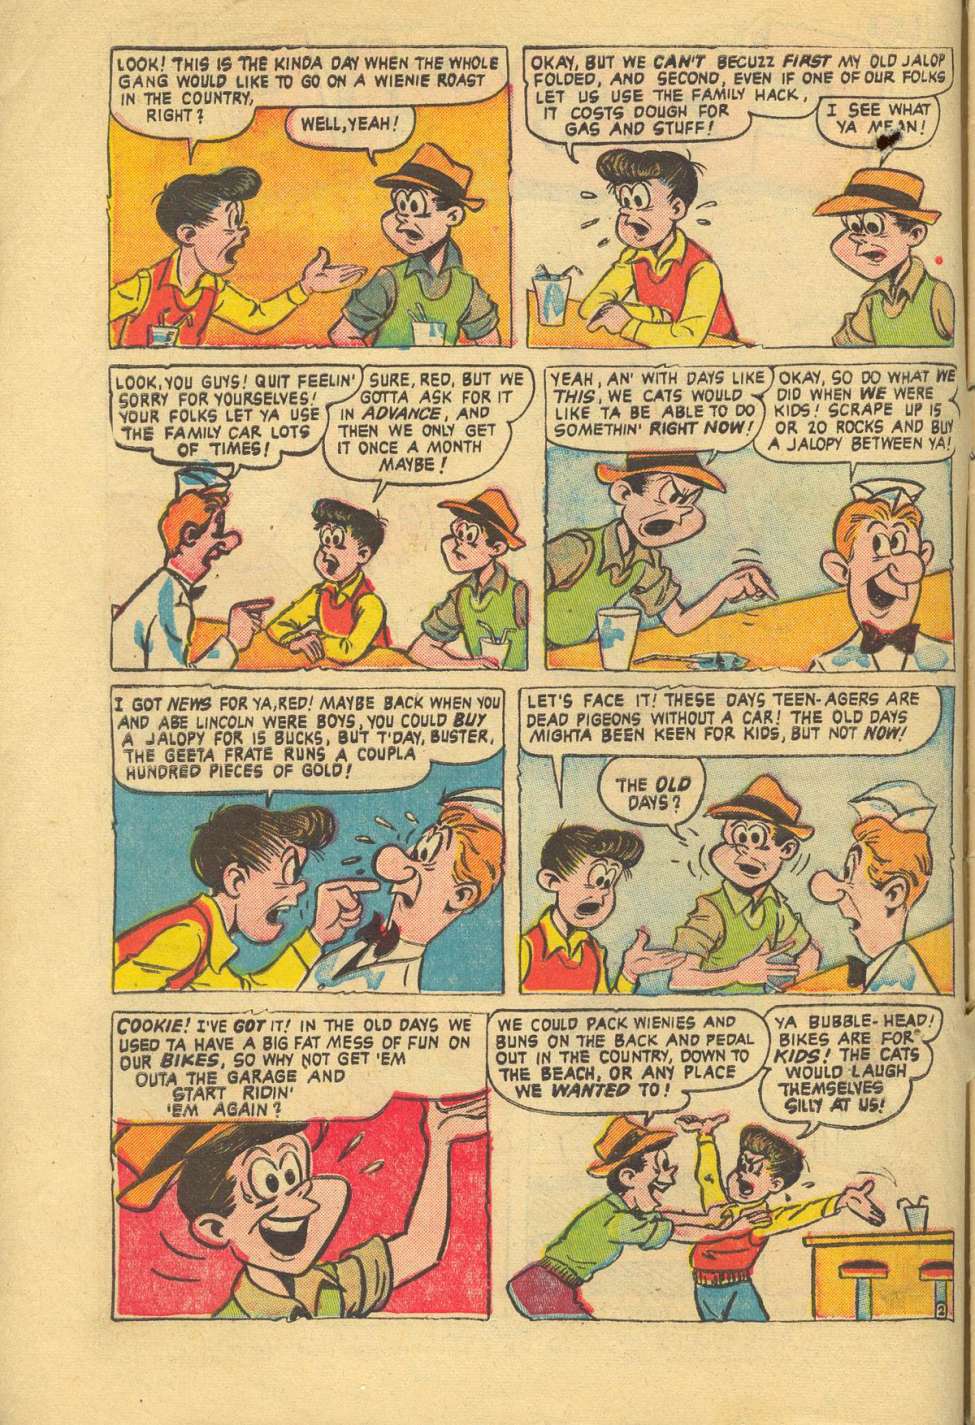 LOOK! THIS IS THE KINDA DAY WHEN THE WHOLE
GANG WOULD LIKE TO GO ON A WIENIE ROAST
IN THE COUNTRY,
RIGHT?
WELL, YEAH!
OKAY, BUT WE CAN'T BECUZZ FIRST MY OLD JALOP
FOLDED, AND SECOND, EVEN IF ONE OF OUR FOLKS
LET US USE THE FAMILY HACK,
IT COSTS DOUGH FOR
GAS AND STUFF!
I SEE WHAT
YA MEAN!
LOOK, YOU GUYS! QUIT FEELIN'
SORRY FOR YOURSELVES!
YOUR FOLKS LET YA USE
THE FAMILY CAR LOTS
OF TIMES!
SURE, RED, BUT WE
GOTTA ASK FOR IT
IN ADVANCE, AND
THEN WE ONLY GET
IT ONCE A MONTH
MAYBE!
YEAH, AN' WITH DAYS LIKE
THIS, WE CATS WOULD
LIKE TA BE ABLE TO DO
SOMETHIN' RIGHT NOW!
OKAY, SO DO WHAT WE
DID WHEN WE WERE
KIDS! SCRAPE UP 15
OR 20 ROCKS AND BUY
A JALOPY BETWEEN YA!
I GOT NEWS FOR YA, RED! MAYBE BACK WHEN YOU
AND ABE LINCOLN WERE BOYS, YOU COULD BUY
A JALOPY FOR 15 BUCKS, BUT T'DAY, BUSTER,
THE GEETA FRATE RUNS A COUPLA
HUNDRED PIECES OF GOLD!
LET'S FACE IT! THESE DAYS TEEN-AGERS ARE
DEAD PIGEONS WITHOUT A CAR! THE OLD DAYS
MIGHTA BEEN KEEN FOR KIDS, BUT NOT NOW!
THE OLD
DAYS?
COOKIE! I'VE GOT IT! IN THE OLD DAYS WE
USED TA HAVE A BIG FAT MESS OF FUN ON
OUR BIKES, SO WHY NOT GET 'EM
OUTA THE GARAGE AND
START RIDIN'
'EM AGAIN?
WE COULD PACK WIENIES AND
BUNS ON THE BACK AND PEDAL
OUT IN THE COUNTRY, DOWN TO
THE BEACH, OR ANY PLACE
WE WANTED TO!
YA BUBBLE-HEAD!
BIKES ARE FOR
KIDS! THE CATS
WOULD LAUGH
THEMSELVES
SILLY AT US!
2